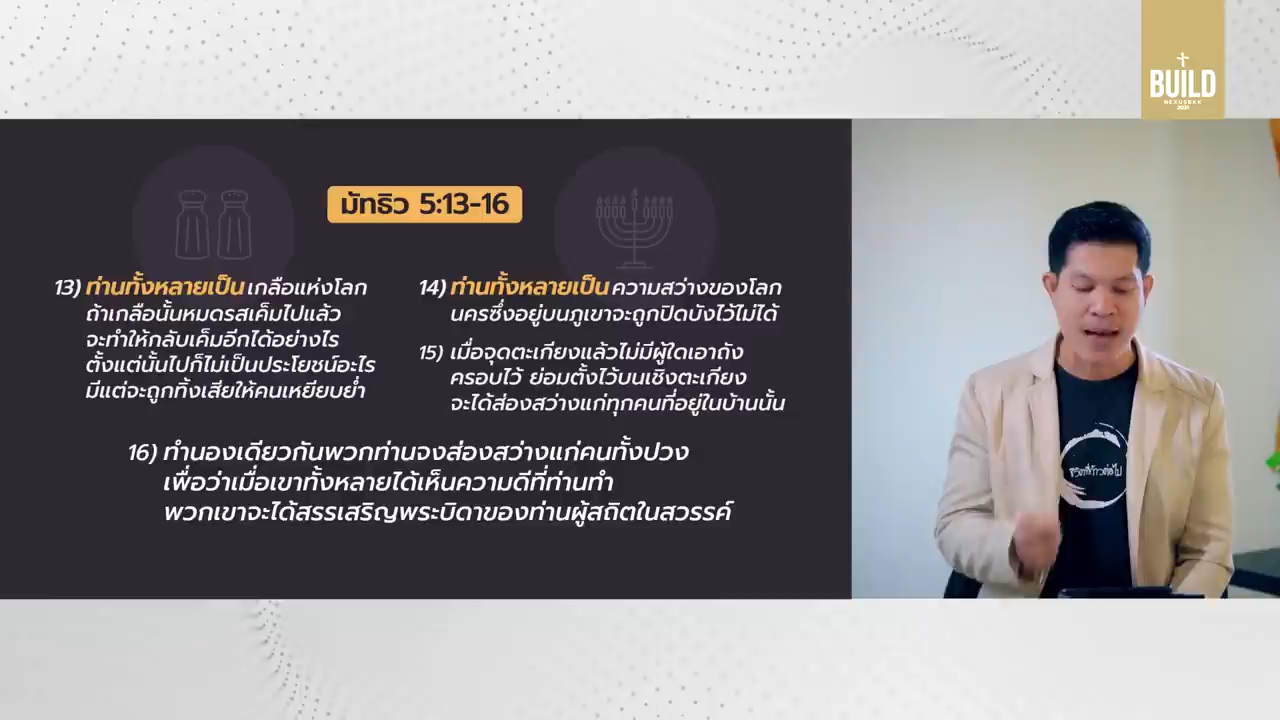 BUILD
NEXUSBKK
2021
มัทธิว 5:13-16
13) ท่านทั้งหลายเป็น เกลือแห่งโลก
ถ้าเกลือนั้นหมดรสเค็มไปแล้ว
จะทำให้กลับเค็มอีกได้อย่างไร
ตั้งแต่นั้นไปก็ไม่เป็นประโยชน์อะไร
มีแต่จะถูกทิ้งเสียให้คนเหยียบย่ำ
14) ท่านทั้งหลายเป็น ความสว่างของโลก
นครซึ่งอยู่บนภูเขาจะถูกปิดบังไว้ไม่ได้
15) เมื่อจุดตะเกียงแล้วไม่มีผู้ใดเอาถัง
ครอบไว้ ย่อมตั้งไว้บนเชิงตะเกียง
จะได้ส่องสว่างแก่ทุกคนที่อยู่ในบ้านนั้น
16) ทำนองเดียวกันพวกท่านจงส่องสว่างแก่คนทั้งปวง
เพื่อว่าเมื่อเขาทั้งหลายได้เห็นความดีที่ท่านทำ
พวกเขาจะได้สรรเสริญพระบิดาของท่านผู้สถิตในสวรรค์
ชีวิตที่ก้าวต่อไป